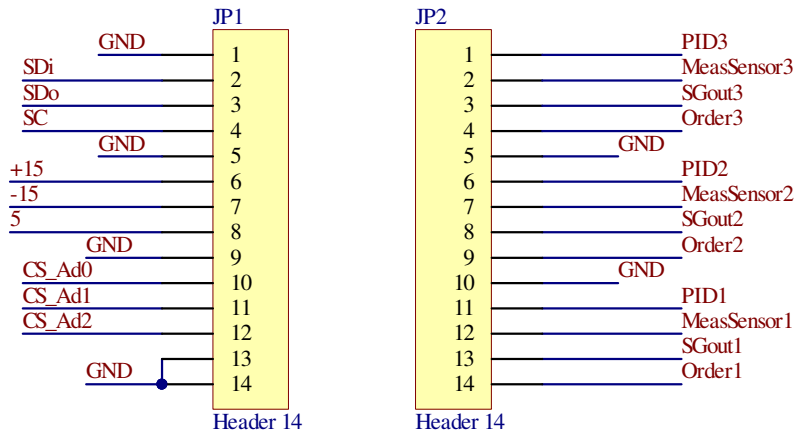 JP1
GND 1
SDi 2
SDo 3
SC 4
GND 5
+15 6
-15 7
5 8
GND 9
CS_Ad0 10
CS_Ad1 11
CS_Ad2 12
13
GND 14
Header 14
JP2
1 PID3
2 MeasSensor3
3 SGout3
4 Order3
5 GND
6 PID2
7 MeasSensor2
8 SGout2
9 Order2
10 GND
11 PID1
12 MeasSensor1
13 SGout1
14 Order1
Header 14